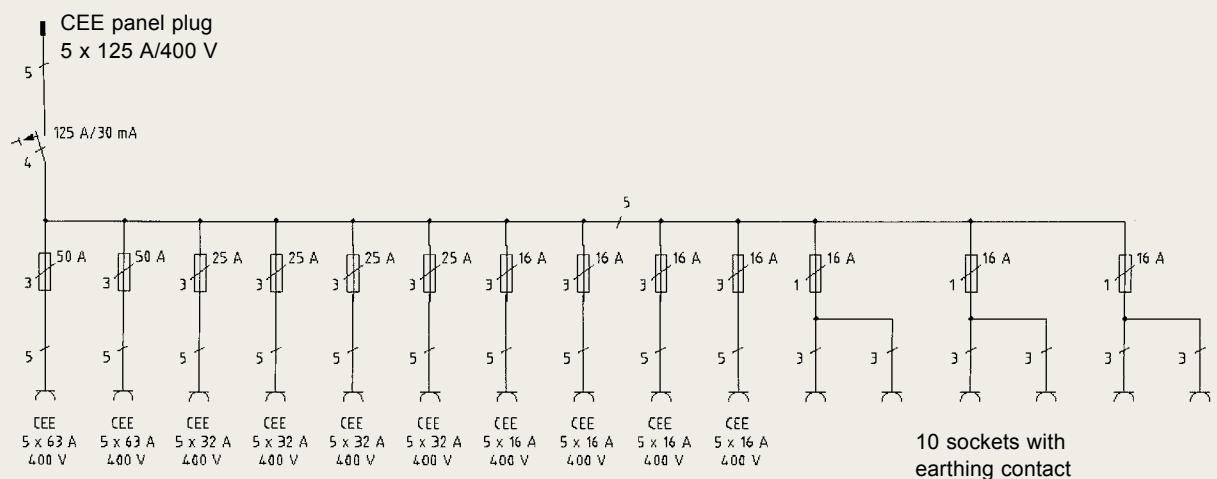 CEE panel plug
5 x 125 A/400 V
5
125 A/30 mA
4
5
50 A 50 A 25 A 25 A 25 A 25 A 16 A 16 A 16 A 16 A 16 A 16 A 16 A
3 3 3 3 3 3 3 3 3 3 1 1 1
5 5 5 5 5 5 5 5 5 5 3 3 3 3 3 3
CEE CEE CEE CEE CEE CEE CEE CEE CEE CEE
5 x 63 A 5 x 63 A 5 x 32 A 5 x 32 A 5 x 32 A 5 x 32 A 5 x 16 A 5 x 16 A 5 x 16 A 5 x 16 A
400 V 400 V 400 V 400 V 400 V 400 V 400 V 400 V 400 V 400 V
10 sockets with
earthing contact